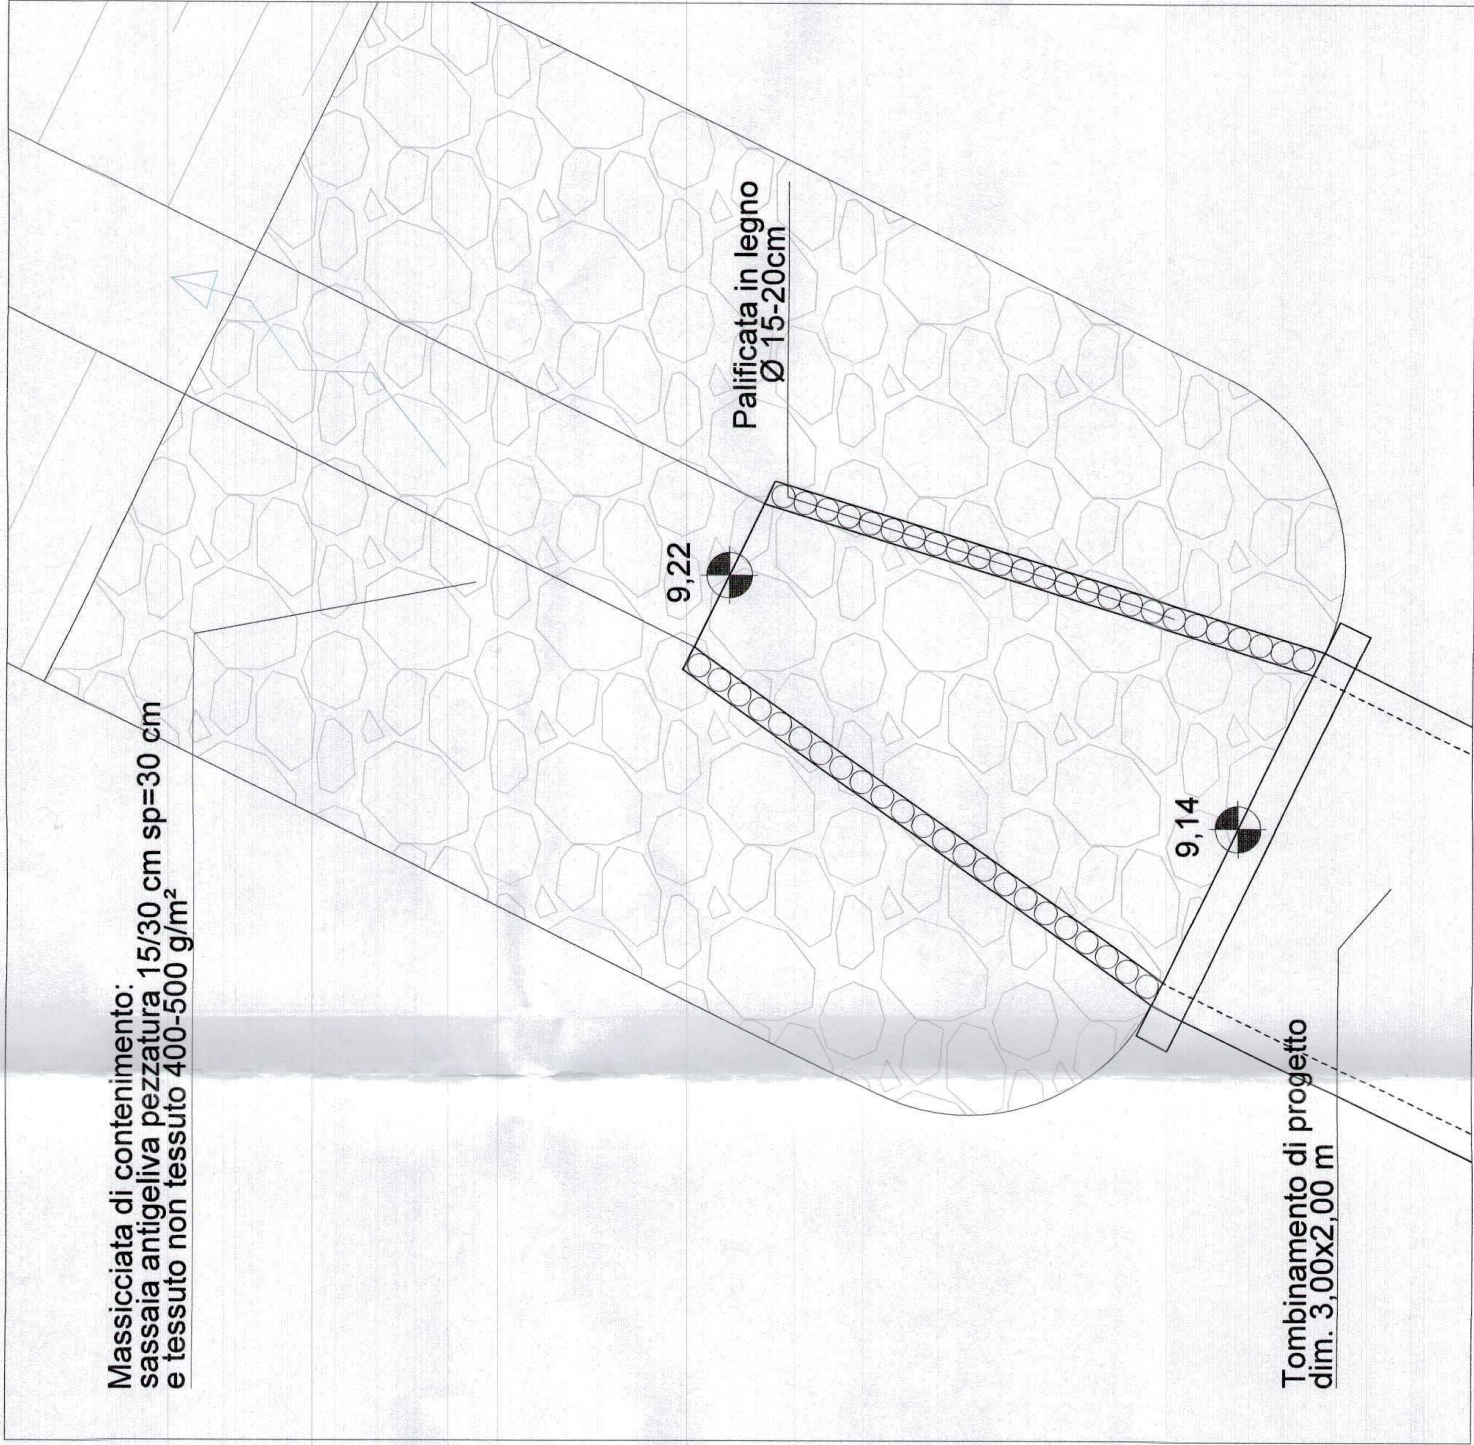 Massicciata di contenimento:
sassaia antigeliva pezzatura 15/30 cm sp=30 cm
e tessuto non tessuto 400-500 g/m²
Palificata in legno
Ø 15-20cm
9,22
9,14
Tombinamento di progetto
dim. 3,00x2,00 m